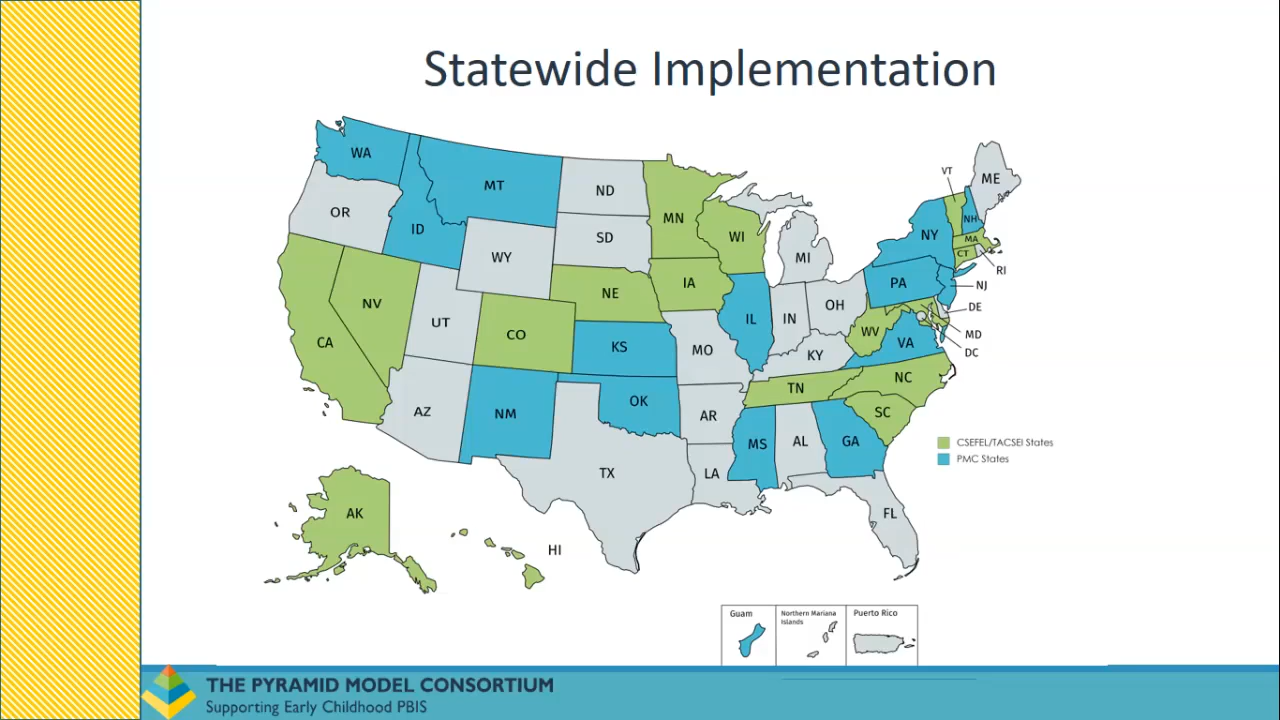 Statewide Implementation
WA
MT
ND
MN
VT
ME
OR
ID
SD
WI
NY
NH
MA
CT
RI
WY
MI
NV
UT
NE
IA
PA
NJ
CO
IL
IN
OH
DE
CA
KS
MO
KY
WV
VA
MD
DC
AZ
NM
OK
AR
TN
NC
SC
MS
AL
GA
TX
LA
FL
CSEFEL/TACSEI States
PMC States
AK
HI
Guam
Northern Mariana
Islands
Puerto Rico
THE PYRAMID MODEL CONSORTIUM
Supporting Early Childhood PBIS